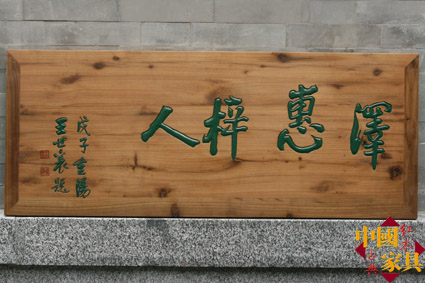 澤惠梓人
戊子金陽
王世襄題
中國
家具